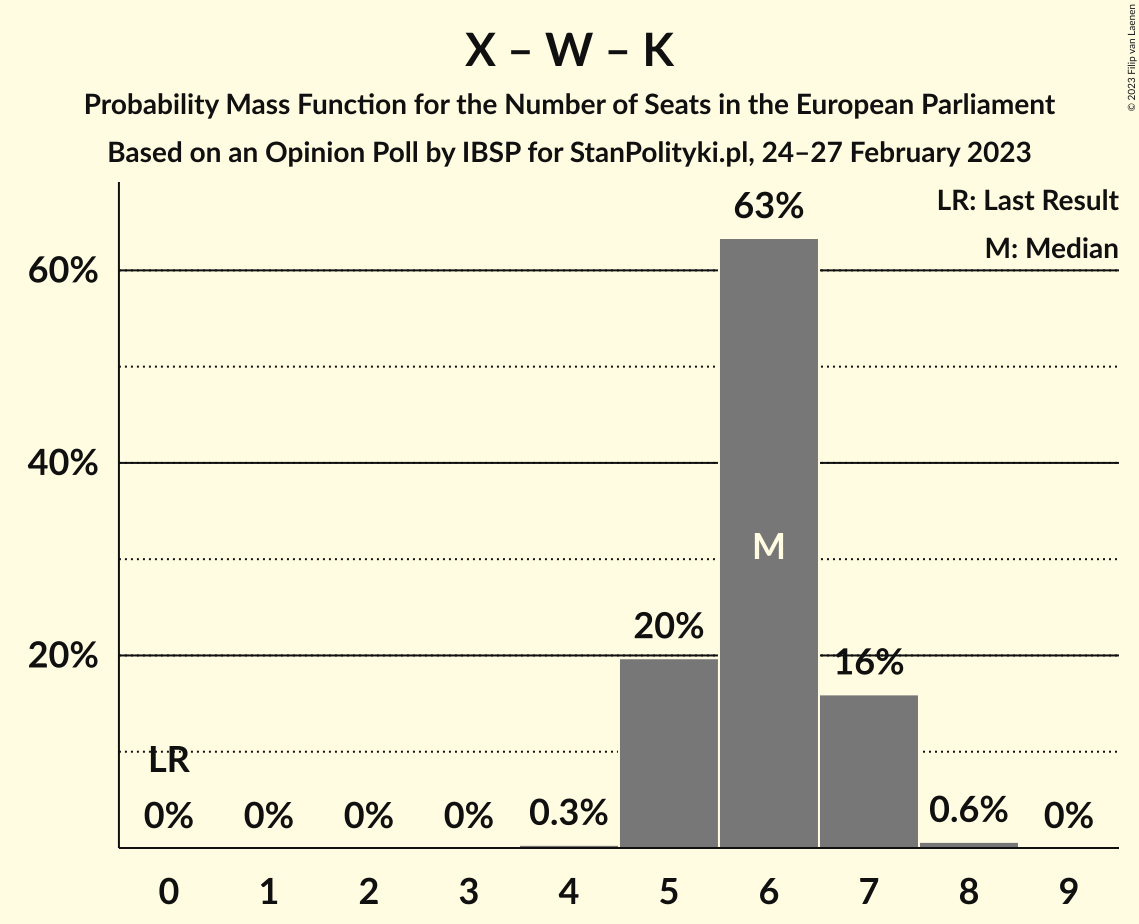 X – W – K
Probability Mass Function for the Number of Seats in the European Parliament
Based on an Opinion Poll by IBSP for StanPolityki.pl, 24–27 February 2023
© 2023 Filip van Laenen
LR: Last Result
M: Median
60%
40%
20%
63%
M
20%
16%
LR
0%
0%
0%
0%
0.3%
0.6%
0%
0 1 2 3 4 5 6 7 8 9